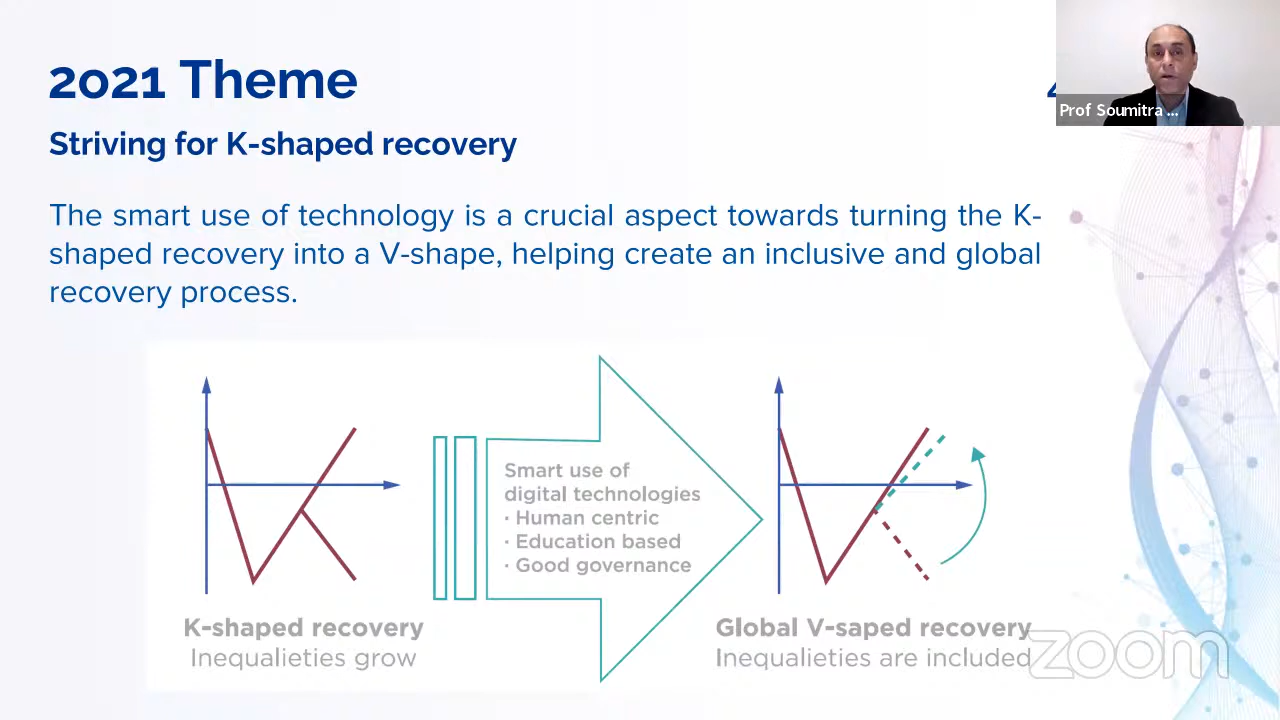 2021 Theme
Striving for K-shaped recovery
The smart use of technology is a crucial aspect towards turning the K-
shaped recovery into a V-shape, helping create an inclusive and global
recovery process.
Smart use of
digital technologies
· Human centric
· Education based
· Good governance
K-shaped recovery
Inequalieties grow
Global V-saped recovery
Inequalieties are included
Prof Soumitra ...
zoom